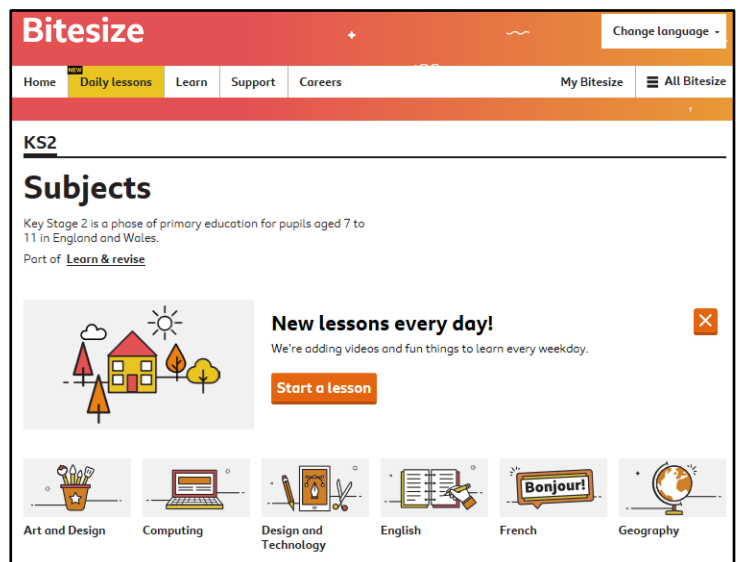 Bitesize
Change language
Home
NEW
Daily lessons
Learn
Support
Careers
My Bitesize
All Bitesize
KS2
Subjects
Key Stage 2 is a phase of primary education for pupils aged 7 to
11 in England and Wales.
Part of Learn & revise
New lessons every day!
We're adding videos and fun things to learn every weekday.
Start a lesson
Bonjour!
Art and Design
Computing
Design and
Technology
English
French
Geography